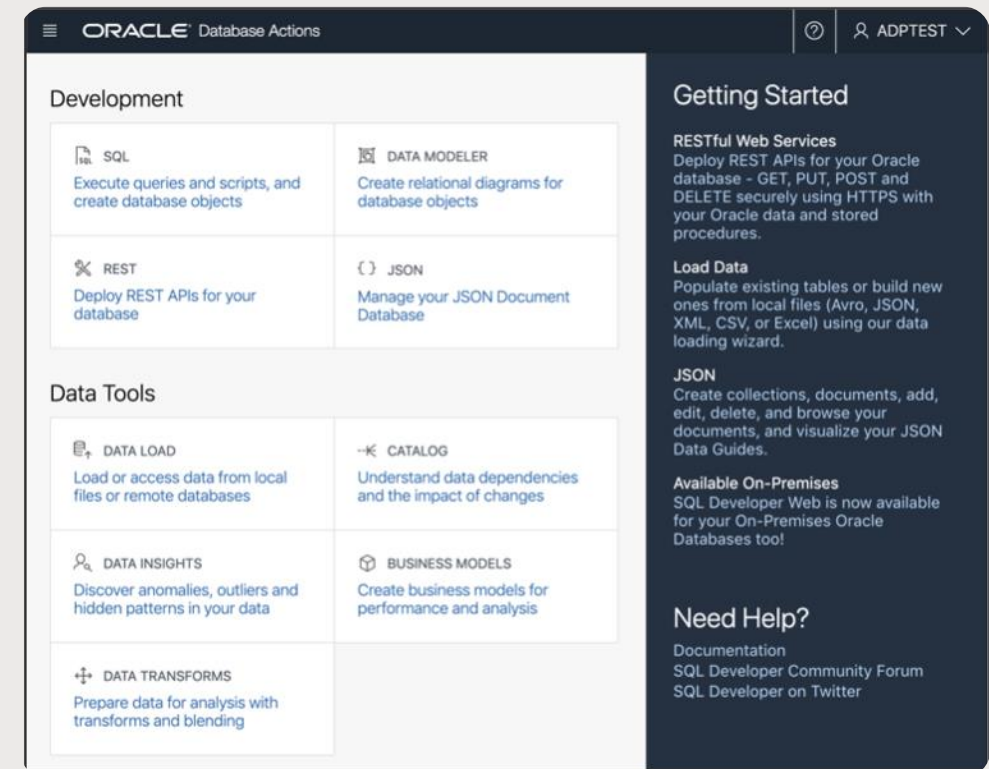 ORACLE Database Actions
ADPTEST
Development
SQL
Execute queries and scripts, and
create database objects
DATA MODELER
Create relational diagrams for
database objects
REST
Deploy REST APIs for your
database
{ } JSON
Manage your JSON Document
Database
Data Tools
DATA LOAD
Load or access data from local
files or remote databases
CATALOG
Understand data dependencies
and the impact of changes
DATA INSIGHTS
Discover anomalies, outliers and
hidden patterns in your data
BUSINESS MODELS
Create business models for
performance and analysis
DATA TRANSFORMS
Prepare data for analysis with
transforms and blending
Getting Started
RESTful Web Services
Deploy REST APIs for your Oracle
database - GET, PUT, POST and
DELETE securely using HTTPS with
your Oracle data and stored
procedures.
Load Data
Populate existing tables or build new
ones from local files (Avro, JSON,
XML, CSV, or Excel) using our data
loading wizard.
JSON
Create collections, documents, add,
edit, delete, and browse your
documents, and visualize your JSON
Data Guides.
Available On-Premises
SQL Developer Web is now available
for your On-Premises Oracle
Databases too!
Need Help?
Documentation
SQL Developer Community Forum
SQL Developer on Twitter